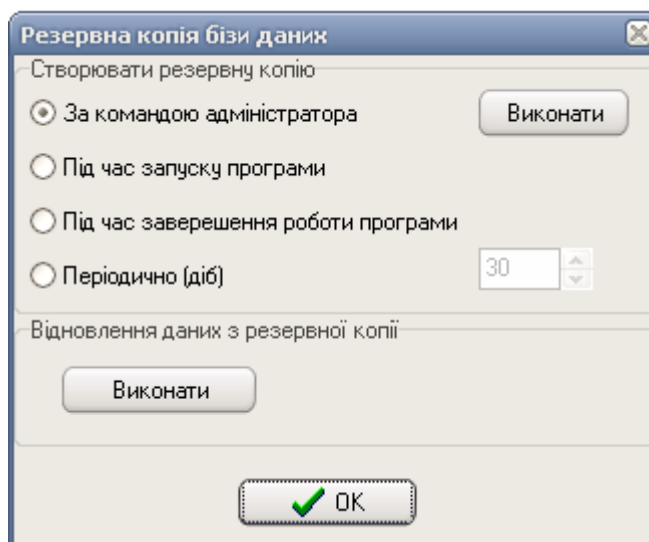 Резервна копія бізи даних
Створювати резервну копію
За командою адміністратора
Виконати
Під час запуску програми
Під час заверешення роботи програми
Періодично (діб)
30
Відновлення даних з резервної копії
Виконати
OK